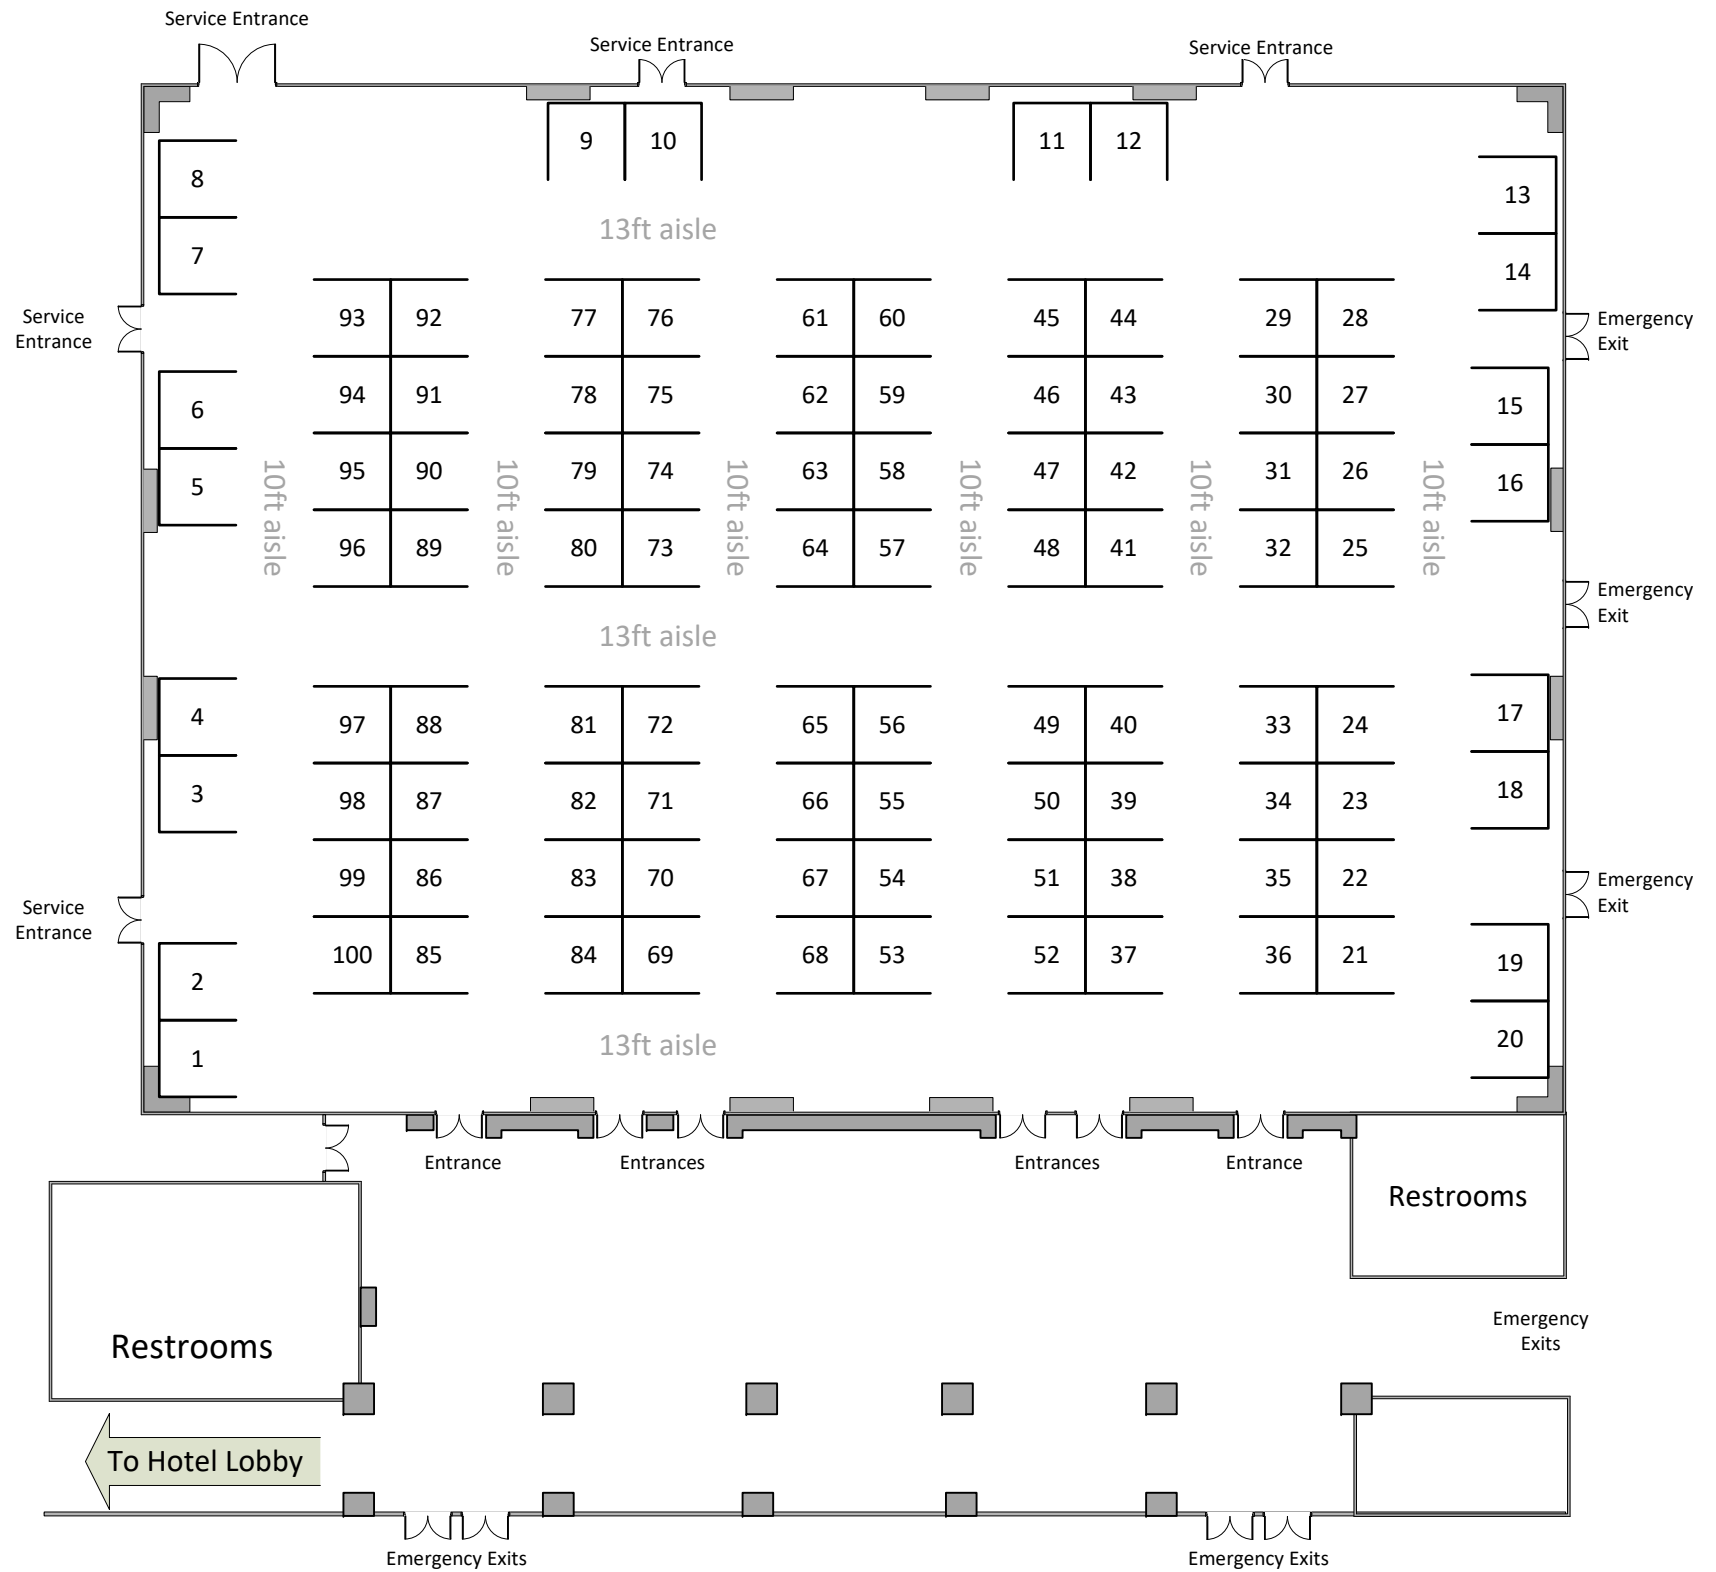 Service Entrance
Service Entrance
Service Entrance
9 10 11 12
8 13
13ft aisle
7 14
Service
Entrance
93 92 77 76 61 60 45 44 29 28
Emergency
Exit
6 94 91 78 75 62 59 46 43 30 27 15
5 95 90 79 74 63 58 47 42 31 26 16
10ft aisle 10ft aisle 10ft aisle 10ft aisle 10ft aisle 10ft aisle
96 89 80 73 64 57 48 41 32 25
Emergency
Exit
13ft aisle
4 97 88 81 72 65 56 49 40 33 24 17
3 98 87 82 71 66 55 50 39 34 23 18
99 86 83 70 67 54 51 38 35 22
Emergency
Exit
Service
Entrance
2 100 85 84 69 68 53 52 37 36 21 19
1 13ft aisle 20
Entrance Entrances Entrances Entrance
Restrooms
Emergency
Exits
Restrooms
To Hotel Lobby
Emergency Exits Emergency Exits